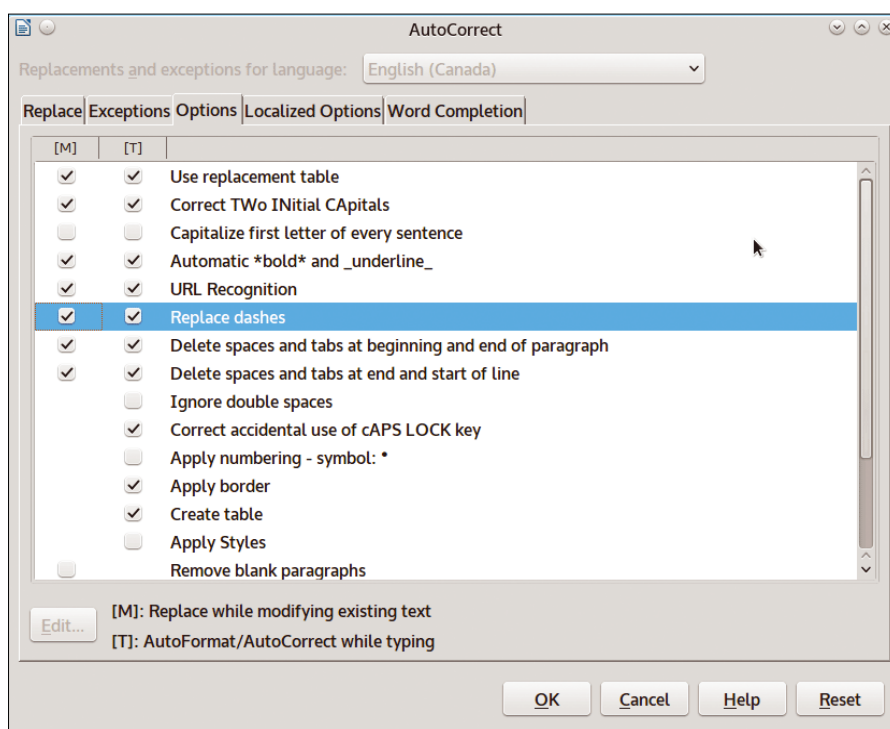 AutoCorrect
Replacements and exceptions for language: English (Canada)
Replace Exceptions Options Localized Options Word Completion
[M] [T]
Use replacement table
Correct TWo INitial CApitals
Capitalize first letter of every sentence
Automatic *bold* and _underline_
URL Recognition
Replace dashes
Delete spaces and tabs at beginning and end of paragraph
Delete spaces and tabs at end and start of line
Ignore double spaces
Correct accidental use of cAPS LOCK key
Apply numbering - symbol: •
Apply border
Create table
Apply Styles
Remove blank paragraphs
Edit... [M]: Replace while modifying existing text
[T]: AutoFormat/AutoCorrect while typing
OK Cancel Help Reset